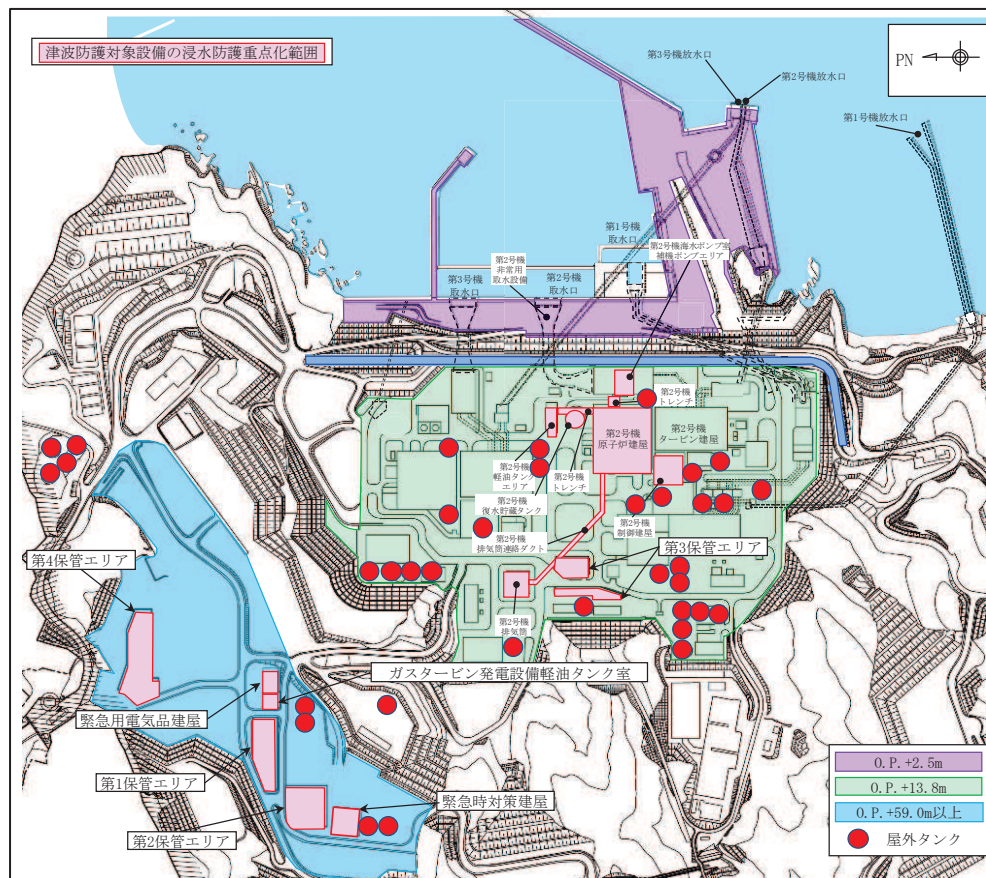 津波防護対象設備の浸水防護重点化範囲
PN
第3号機放水口
第2号機放水口
第1号機放水口
第1号機
取水口
第2号機海水ポンプ室
補機ポンプエリア
第2号機
非常用
取水設備
第2号機
取水口
第3号機
取水口
第2号機
トレンチ
第2号機
原子炉建屋
第2号機
タービン建屋
第2号機
軽油タンク
エリア
第2号機
トレンチ
第2号機
復水貯蔵タンク
第2号機
制御建屋
第2号機
排気筒連絡ダクト
第3保管エリア
第4保管エリア
第2号機
排気筒
ガスタービン発電設備軽油タンク室
緊急用電気品建屋
第1保管エリア
緊急時対策建屋
第2保管エリア
O.P.+2.5m
O.P.+13.8m
O.P.+59.0m以上
屋外タンク